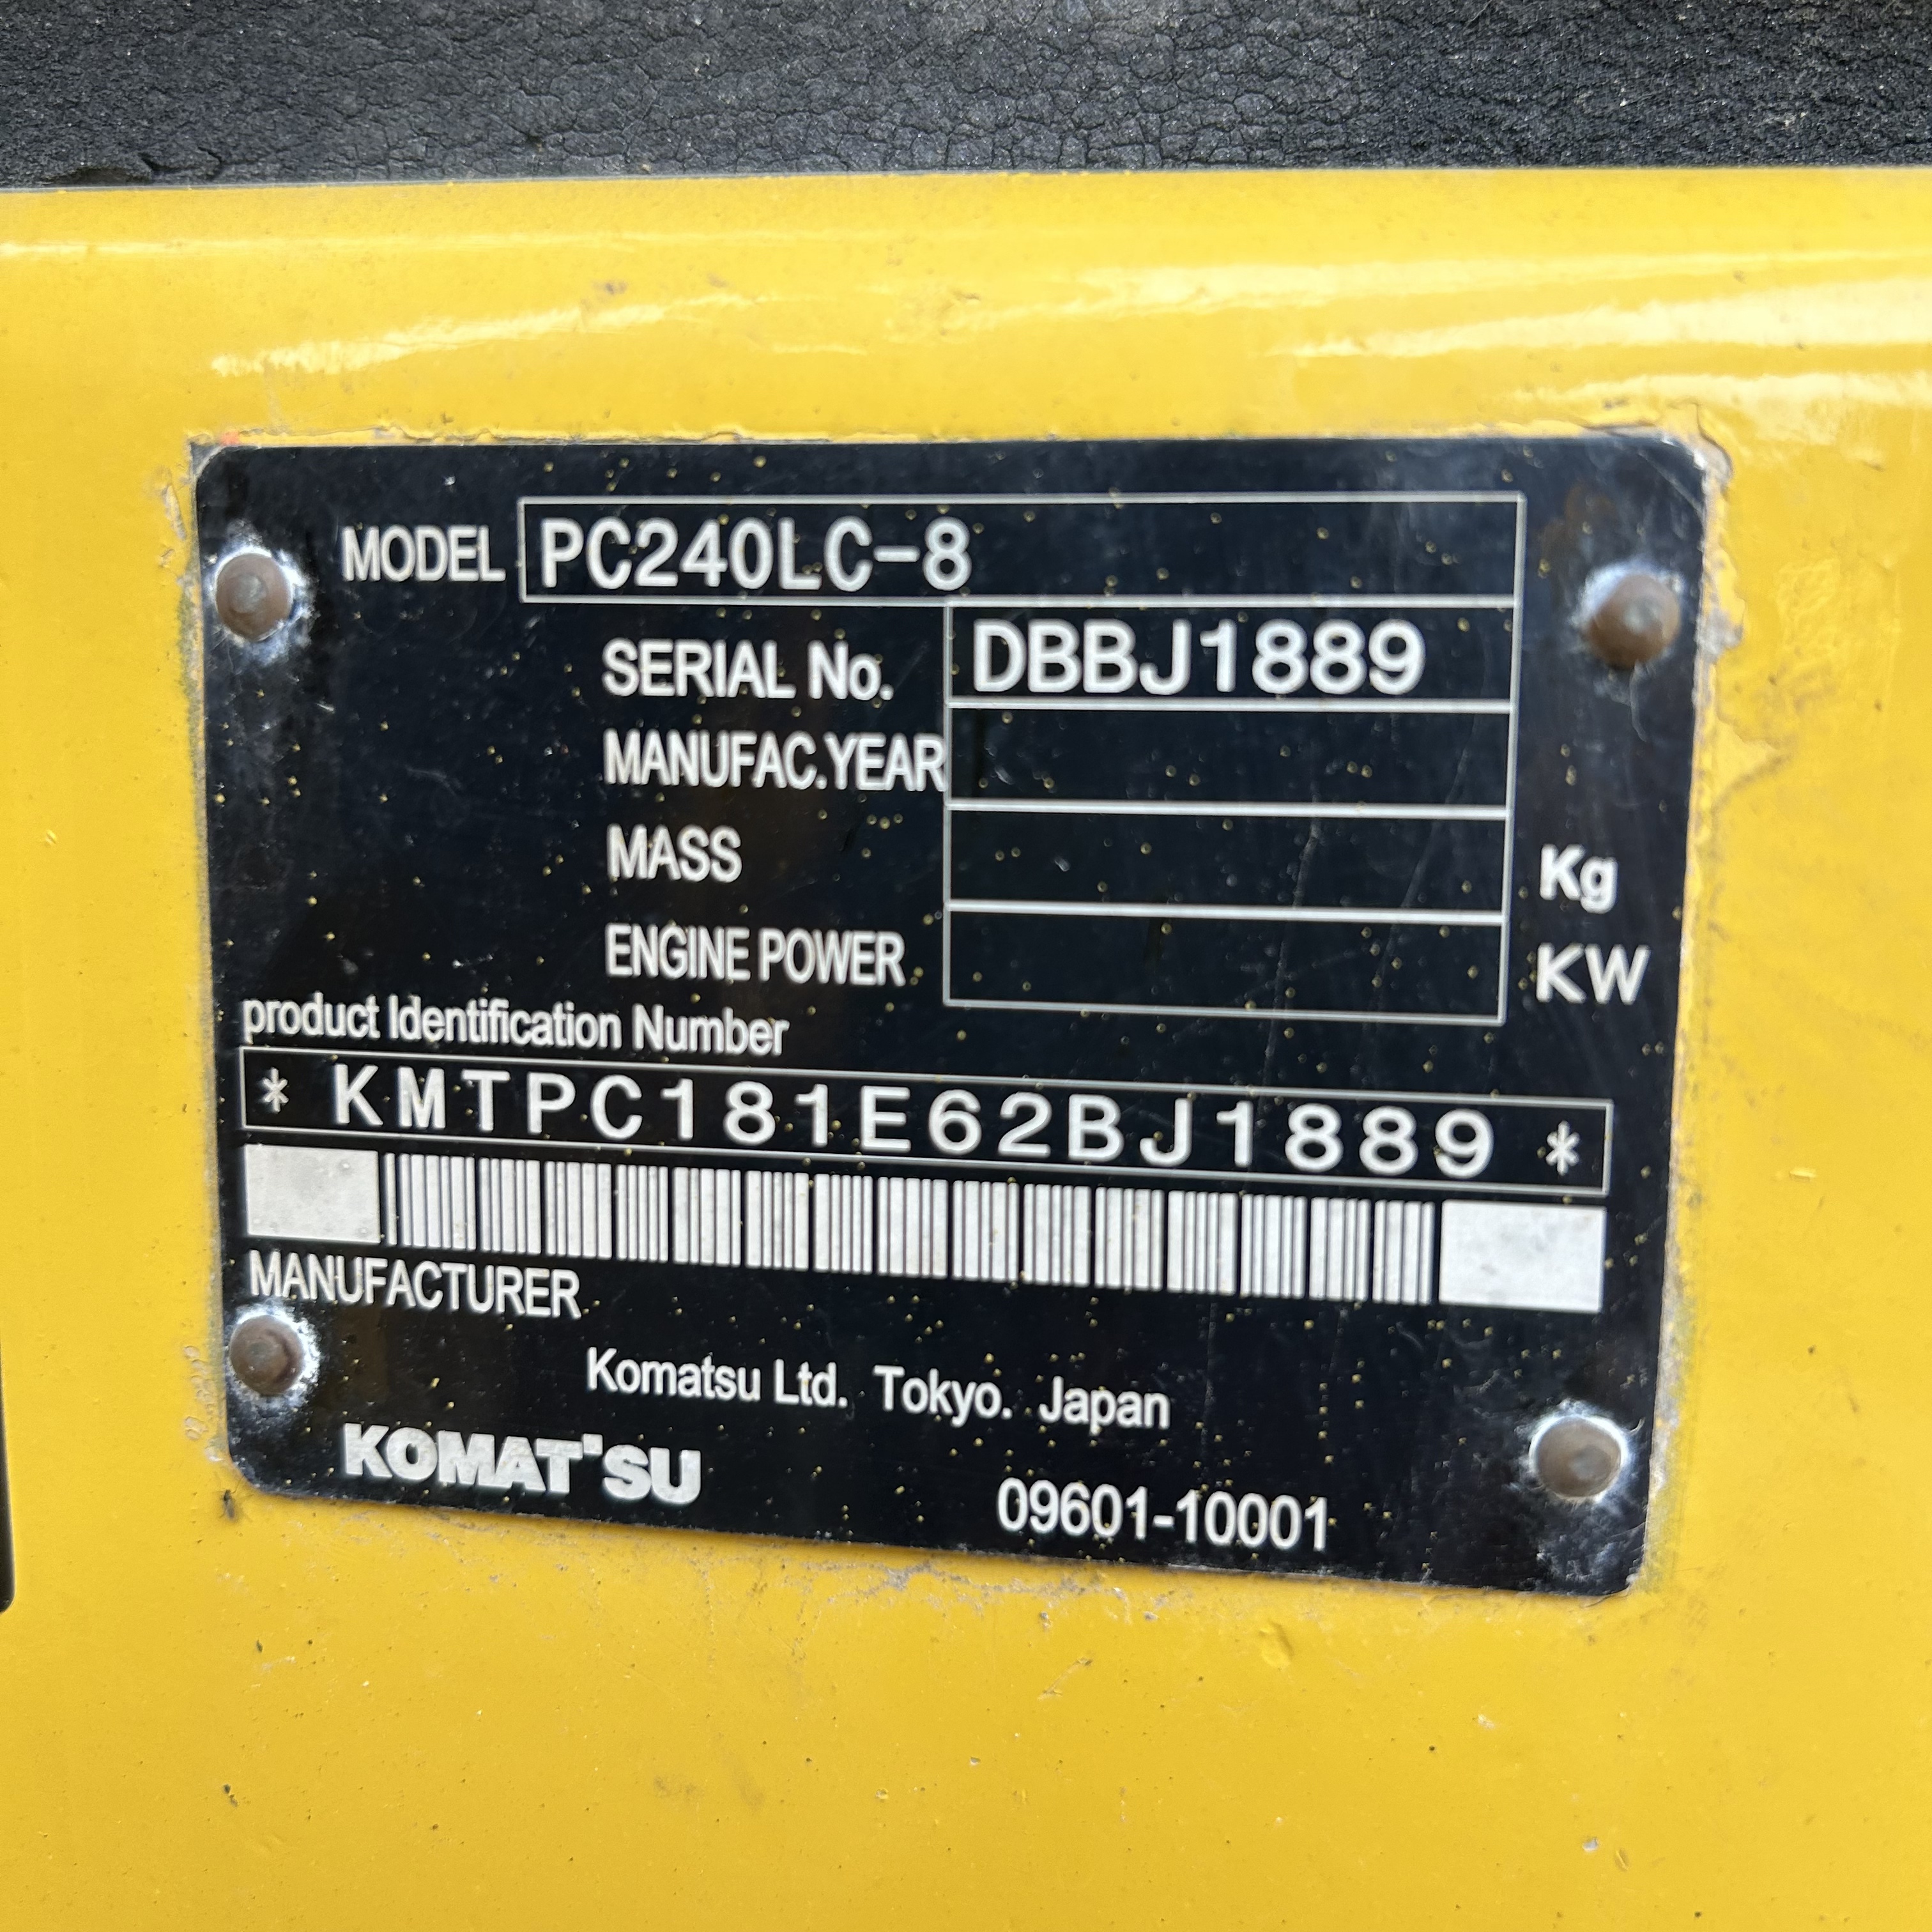 MODEL PC240LC-8
SERIAL No. DBBJ1889
MANUFAC.YEAR
MASS Kg
ENGINE POWER KW
product Identification Number
* KMTPC181E62BJ1889 *
MANUFACTURER
Komatsu Ltd. Tokyo. Japan
KOMATSU
09601-10001